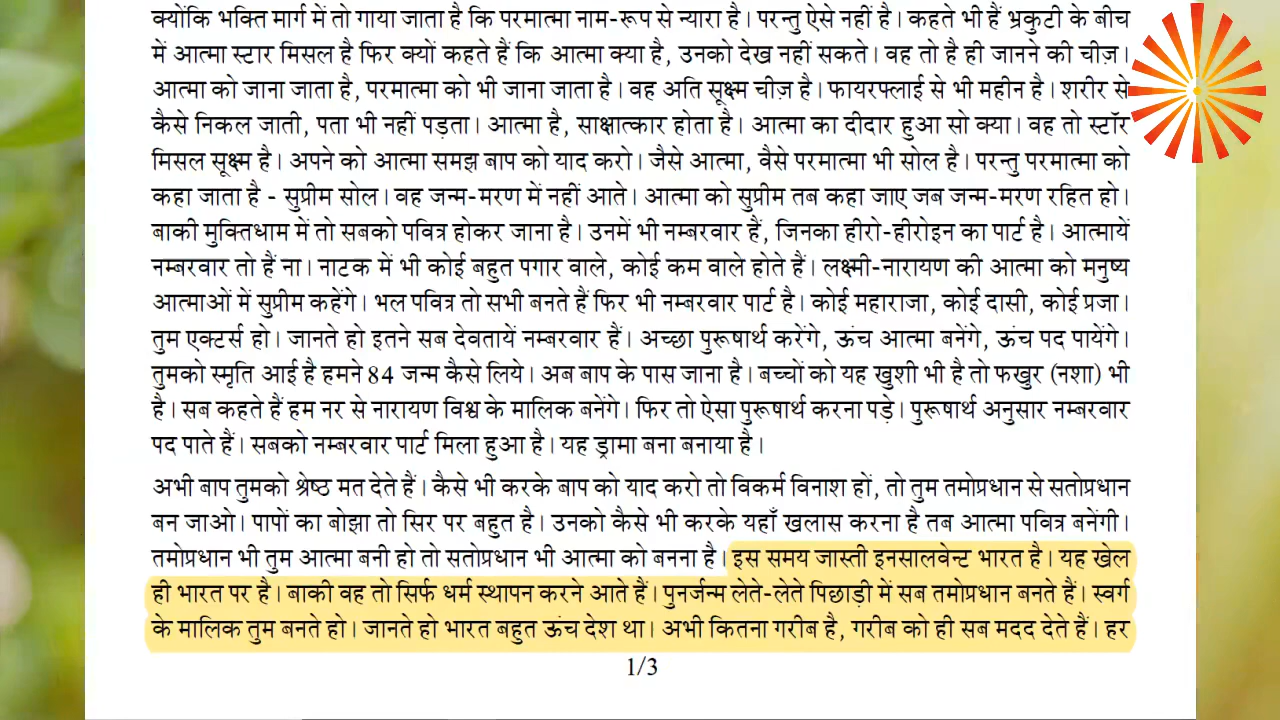 क्योंकि भक्ति मार्ग में तो गाया जाता है कि परमात्मा नाम-रूप से न्यारा है। परन्तु ऐसे नहीं है। कहते भी हैं भ्रकुटी के बीच
में आत्मा स्टार मिसल है फिर क्यों कहते हैं कि आत्मा क्या है, उनको देख नहीं सकते। वह तो है ही जानने की चीज़।
आत्मा को जाना जाता है, परमात्मा को भी जाना जाता है। वह अति सूक्ष्म चीज़ है। फायरफ्लाई से भी महीन है। शरीर से
कैसे निकल जाती, पता भी नहीं पड़ता। आत्मा है, साक्षात्कार होता है। आत्मा का दीदार हुआ सो क्या। वह तो स्टॉर
मिसल सूक्ष्म है। अपने को आत्मा समझ बाप को याद करो। जैसे आत्मा, वैसे परमात्मा भी सोल है। परन्तु परमात्मा को
कहा जाता है - सुप्रीम सोल। वह जन्म-मरण में नहीं आते। आत्मा को सुप्रीम तब कहा जाए जब जन्म-मरण रहित हो।
बाकी मुक्तिधाम में तो सबको पवित्र होकर जाना है। उनमें भी नम्बरवार हैं, जिनका हीरो-हीरोइन का पार्ट है। आत्मायें
नम्बरवार तो हैं ना। नाटक में भी कोई बहुत पगार वाले, कोई कम वाले होते हैं। लक्ष्मी-नारायण की आत्मा को मनुष्य
आत्माओं में सुप्रीम कहेंगे। भल पवित्र तो सभी बनते हैं फिर भी नम्बरवार पार्ट है। कोई महाराजा, कोई दासी, कोई प्रजा।
तुम एक्टर्स हो। जानते हो इतने सब देवतायें नम्बरवार हैं। अच्छा पुरूषार्थ करेंगे, ऊंच आत्मा बनेंगे, ऊंच पद पायेंगे।
तुमको स्मृति आई है हमने 84 जन्म कैसे लिये। अब बाप के पास जाना है। बच्चों को यह खुशी भी है तो फखुर (नशा) भी
है। सब कहते हैं हम नर से नारायण विश्व के मालिक बनेंगे। फिर तो ऐसा पुरूषार्थ करना पड़े। पुरूषार्थ अनुसार नम्बरवार
पद पाते हैं। सबको नम्बरवार पार्ट मिला हुआ है। यह ड्रामा बना बनाया है।
अभी बाप तुमको श्रेष्ठ मत देते हैं। कैसे भी करके बाप को याद करो तो विकर्म विनाश हों, तो तुम तमोप्रधान से सतोप्रधान
बन जाओ। पापों का बोझा तो सिर पर बहुत है। उनको कैसे भी करके यहाँ खलास करना है तब आत्मा पवित्र बनेंगी।
तमोप्रधान भी तुम आत्मा बनी हो तो सतोप्रधान भी आत्मा को बनना है। इस समय जास्ती इनसालवेन्ट भारत है। यह खेल
ही भारत पर है। बाकी वह तो सिर्फ धर्म स्थापन करने आते हैं। पुनर्जन्म लेते-लेते पिछाड़ी में सब तमोप्रधान बनते हैं। स्वर्ग
के मालिक तुम बनते हो। जानते हो भारत बहुत ऊंच देश था। अभी कितना गरीब है, गरीब को ही सब मदद देते हैं। हर
1/3